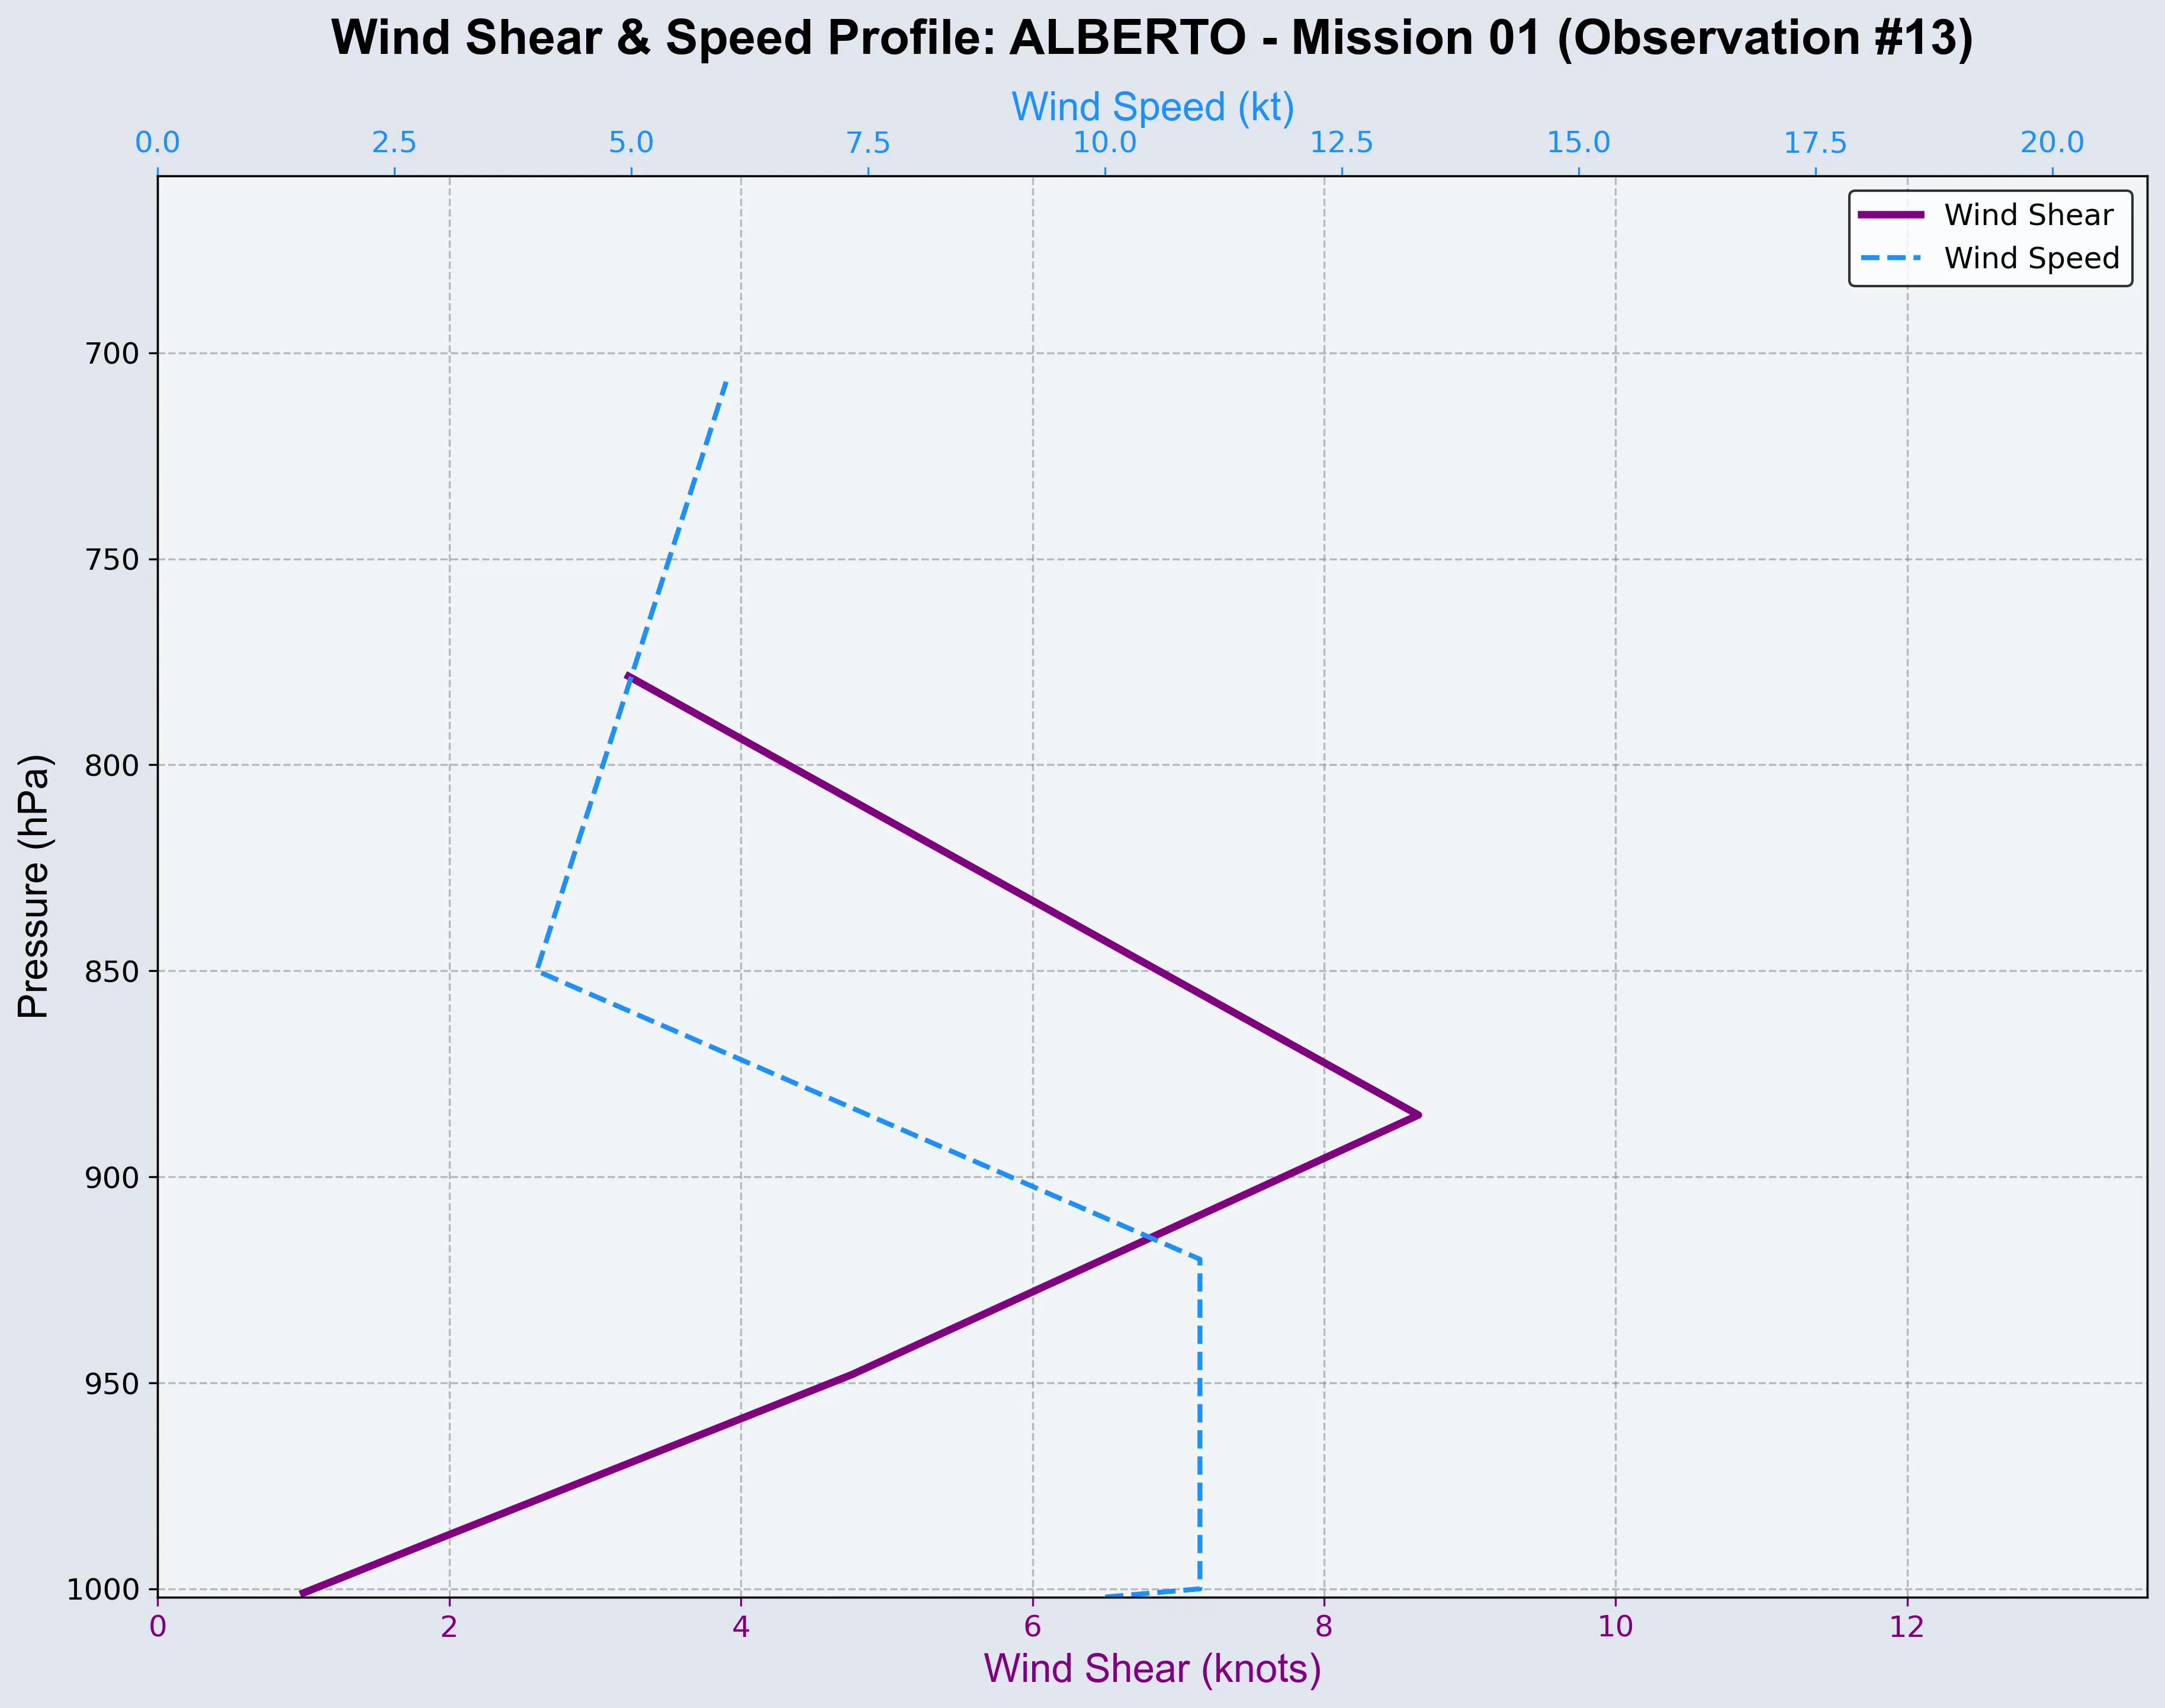 Wind Shear & Speed Profile: ALBERTO - Mission 01 (Observation #13)
Wind Speed (kt)
0.0 2.5 5.0 7.5 10.0 12.5 15.0 17.5 20.0
Wind Shear
Wind Speed
700
750
800
850
900
950
1000
Pressure (hPa)
0 2 4 6 8 10 12
Wind Shear (knots)